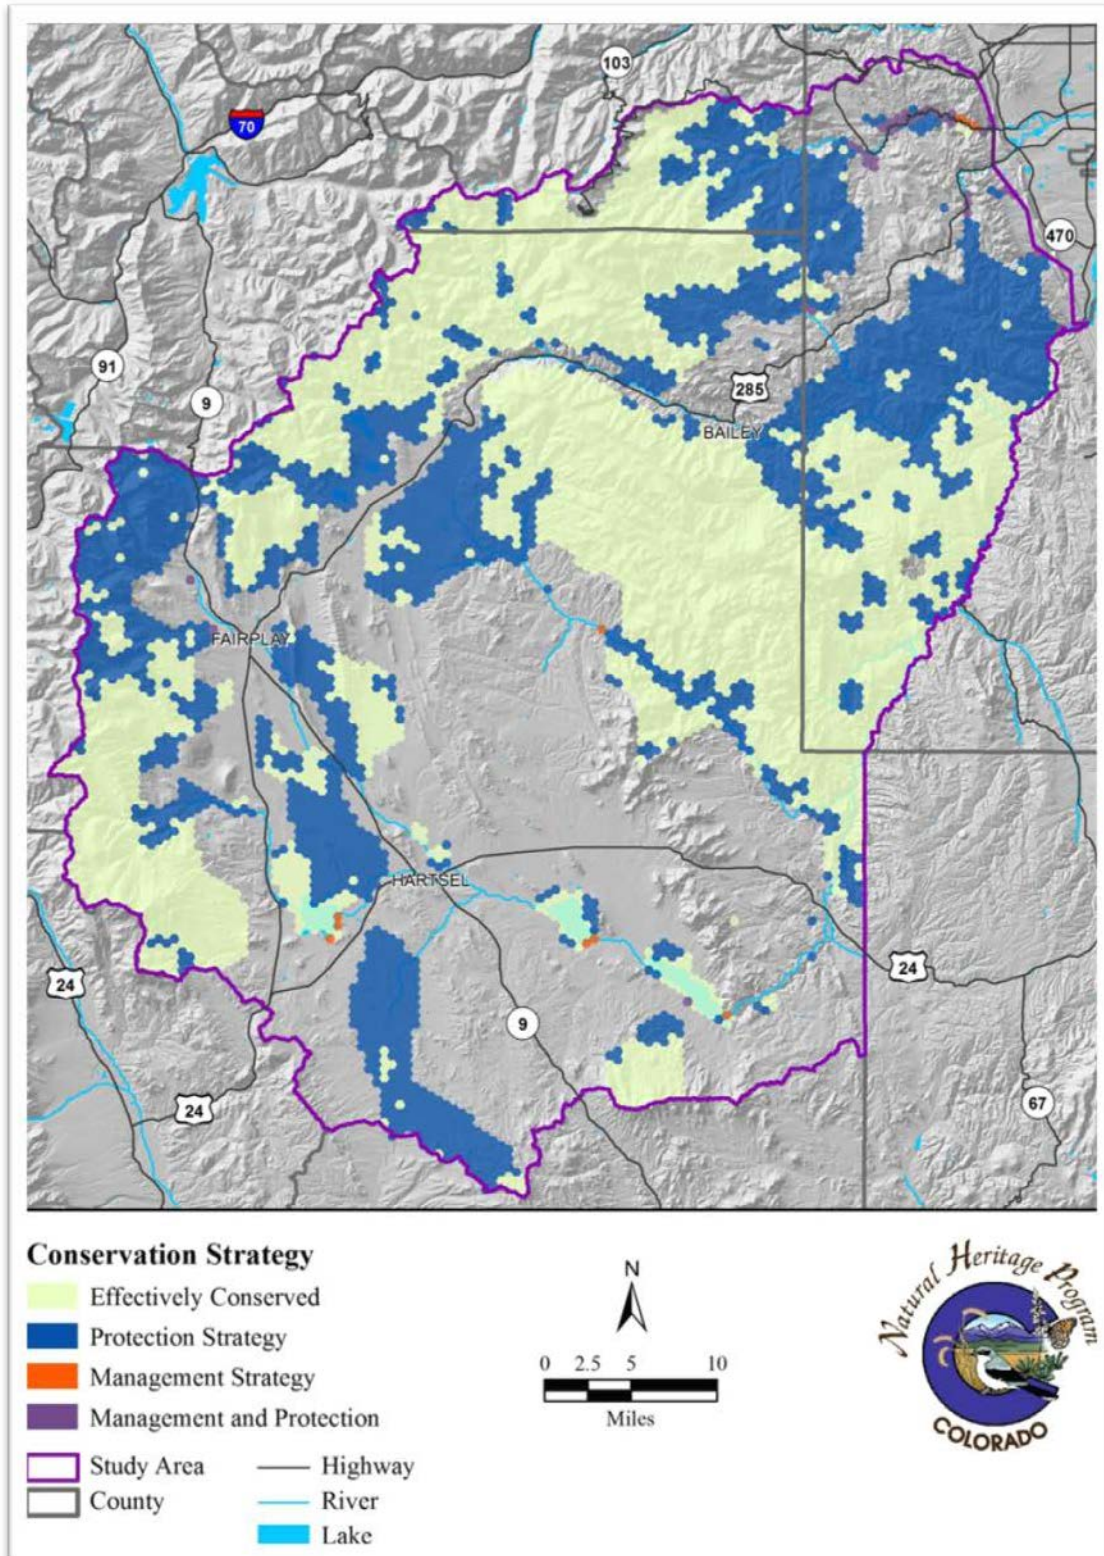 103
70
470
91
9
285
BAILEY
FAIRPLAY
HARTSEL
24
24
9
24
67
Conservation Strategy
Effectively Conserved
Protection Strategy
Management Strategy
Management and Protection
Study Area
County
Highway
River
Lake
N
0 2.5 5 10
Miles
Natural Heritage Program
COLORADO